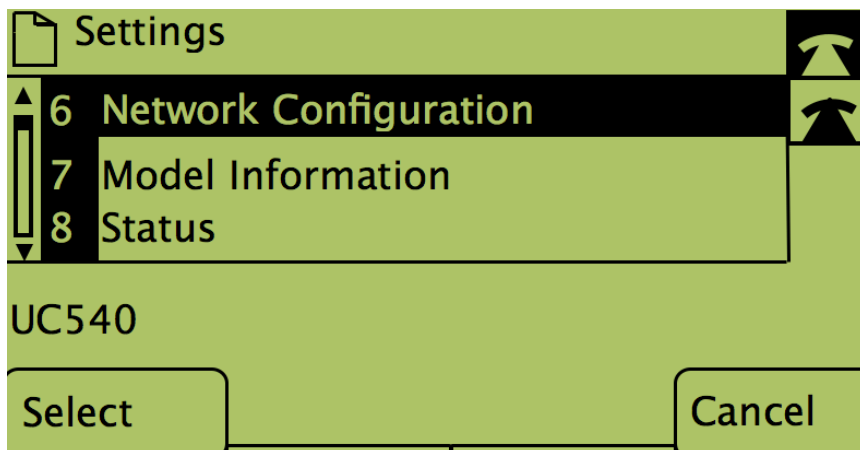 Settings
6 Network Configuration
7 Model Information
8 Status
UC540
Select Cancel